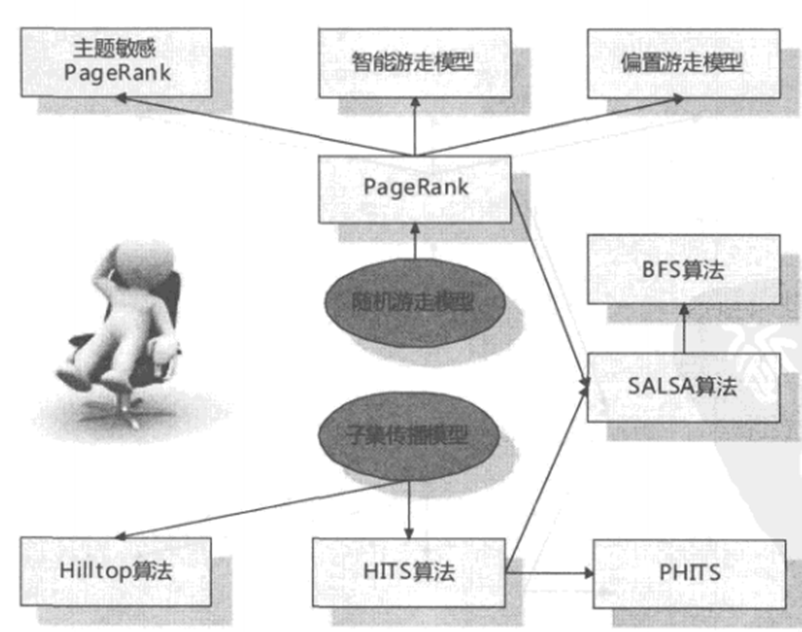 主题敏感
PageRank
智能游走模型
偏置游走模型
PageRank
BFS算法
随机游走模型
SALSA算法
子集传播模型
Hilltop算法
HITS算法
PHITS